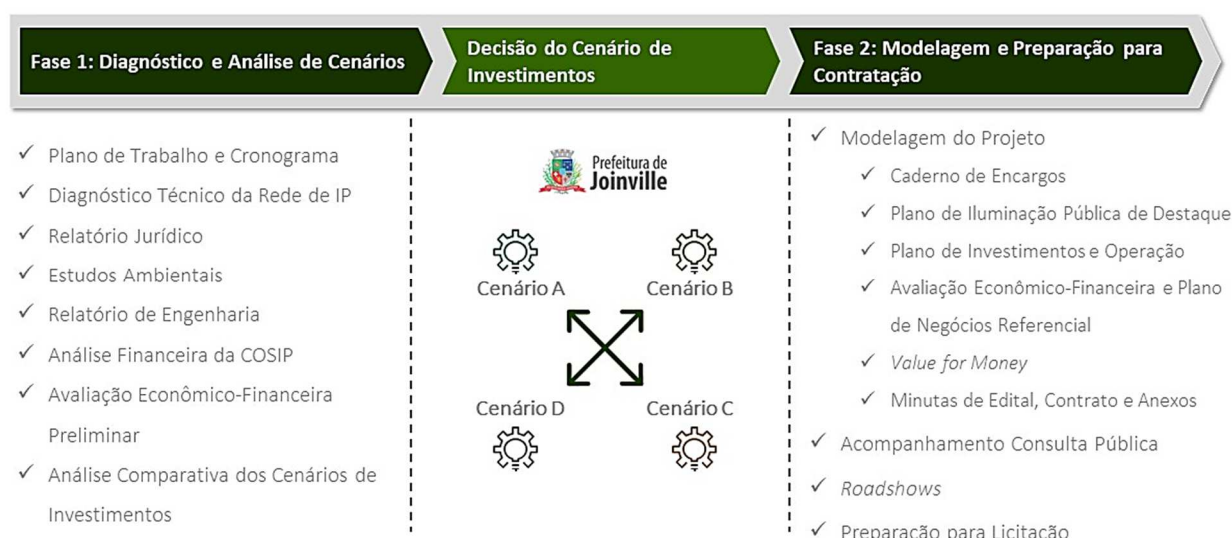 Fase 1: Diagnóstico e Análise de Cenários
Decisão do Cenário de
Investimentos
Fase 2: Modelagem e Preparação para
Contratação
Plano de Trabalho e Cronograma
Diagnóstico Técnico da Rede de IP
Relatório Jurídico
Estudos Ambientais
Relatório de Engenharia
Análise Financeira da COSIP
Avaliação Econômico-Financeira
Preliminar
Análise Comparativa dos Cenários de
Investimentos
Prefeitura de
Joinville
Cenário A
Cenário B
Cenário D
Cenário C
Modelagem do Projeto
Caderno de Encargos
Plano de Iluminação Pública de Destaque
Plano de Investimentos e Operação
Avaliação Econômico-Financeira e Plano
de Negócios Referencial
Value for Money
Minutas de Edital, Contrato e Anexos
Acompanhamento Consulta Pública
Roadshows
Preparação para Licitação